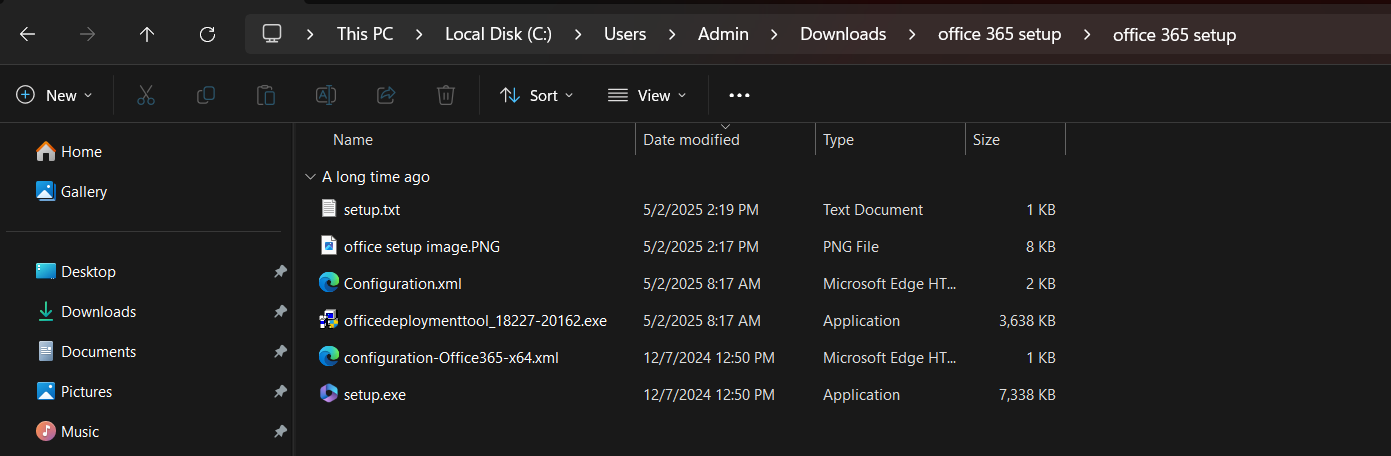 This PC > Local Disk (C:) > Users > Admin > Downloads > office 365 setup > office 365 setup
New Sort View
Home
Gallery
Desktop
Downloads
Documents
Pictures
Music
Name Date modified Type Size
A long time ago
setup.txt 5/2/2025 2:19 PM Text Document 1 KB
office setup image.PNG 5/2/2025 2:17 PM PNG File 8 KB
Configuration.xml 5/2/2025 8:17 AM Microsoft Edge HT... 2 KB
officedeploymenttool_18227-20162.exe 5/2/2025 8:17 AM Application 3,638 KB
configuration-Office365-x64.xml 12/7/2024 12:50 PM Microsoft Edge HT... 1 KB
setup.exe 12/7/2024 12:50 PM Application 7,338 KB